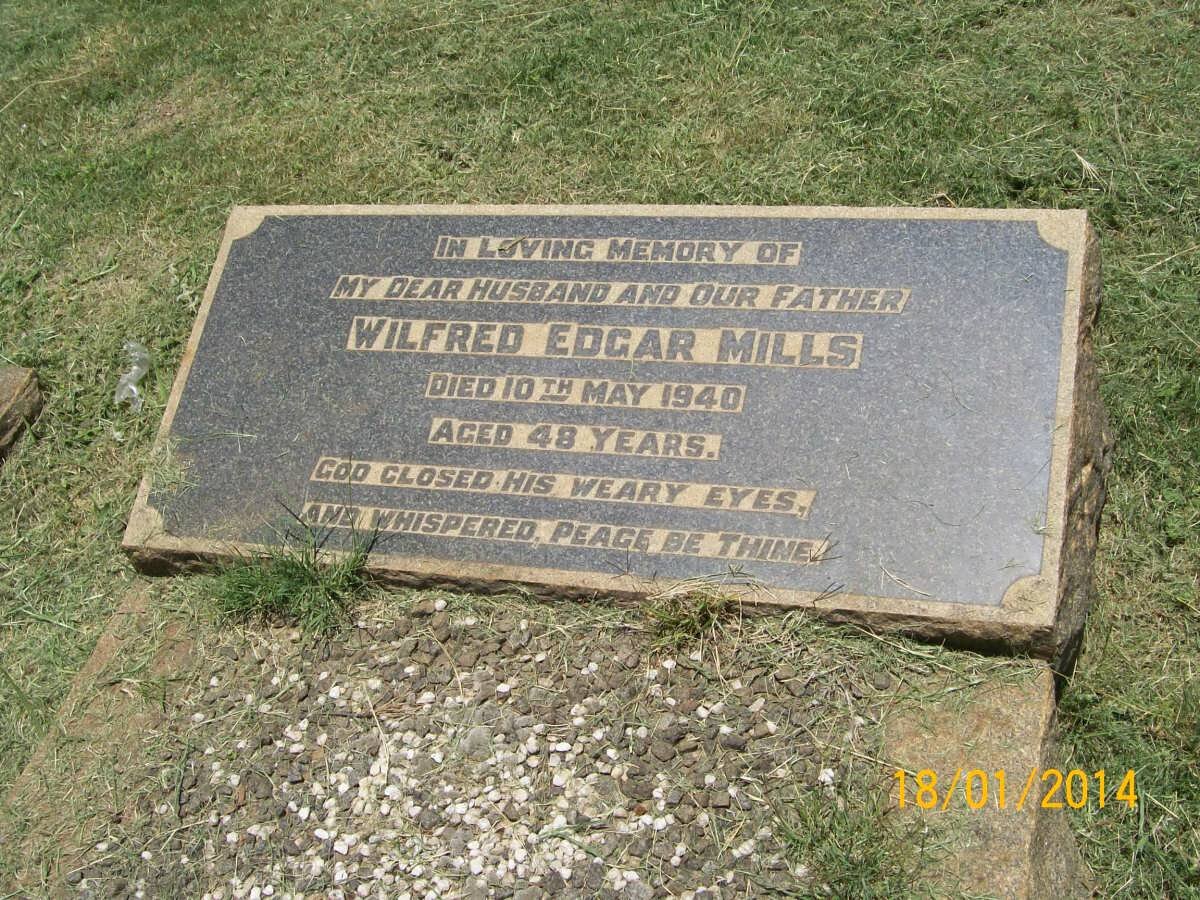 IN LOVING MEMORY OF
MY DEAR HUSBAND AND OUR FATHER
WILFRED EDGAR MILLS
DIED 10TH MAY 1940
AGED 48 YEARS.
GOD CLOSED HIS WEARY EYES,
AND WHISPERED, PEACE BE THINE
18/01/2014